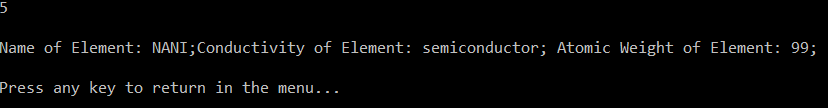 5
Name of Element: NANI;Conductivity of Element: semiconductor; Atomic Weight of Element: 99;
Press any key to return in the menu...